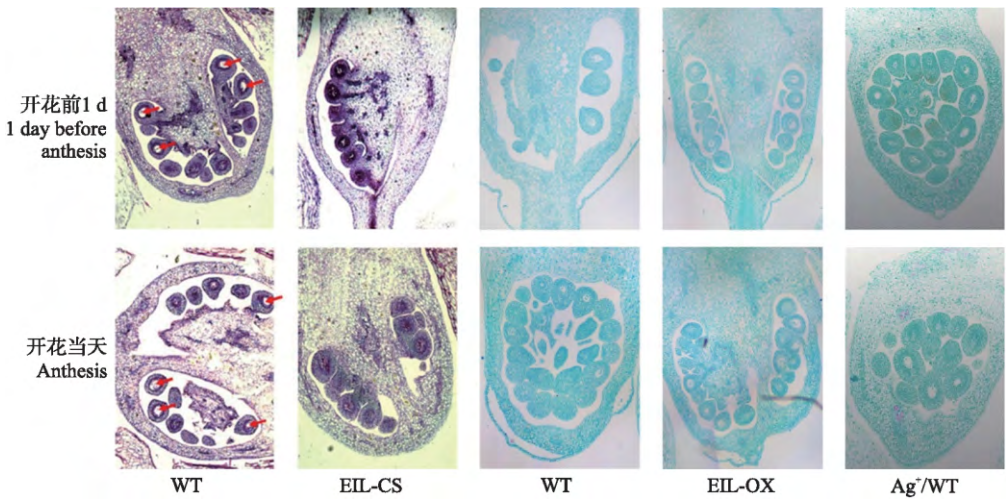 开花前1 d
1 day before
anthesis
开花当天
Anthesis
WT
EIL-CS
WT
EIL-OX
Ag⁺/WT